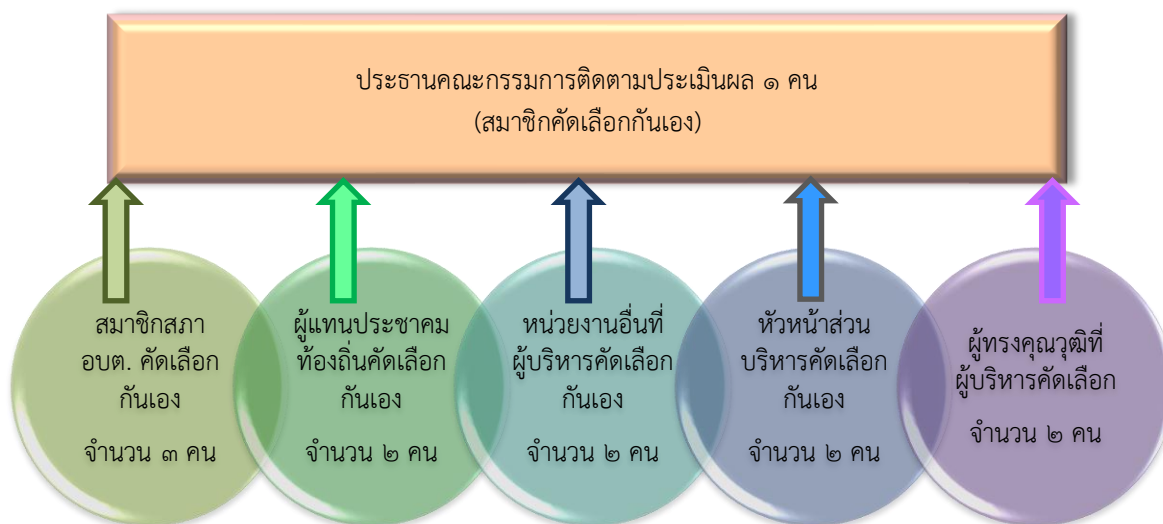 ประธานคณะกรรมการติดตามประเมินผล ๑ คน
(สมาชิกคัดเลือกกันเอง)
สมาชิกสภา
อบต. คัดเลือก
กันเอง
จำนวน ๓ คน
ผู้แทนประชาคม
ท้องถิ่นคัดเลือก
กันเอง
จำนวน ๒ คน
หน่วยงานอื่นที่
ผู้บริหารคัดเลือก
กันเอง
จำนวน ๒ คน
หัวหน้าส่วน
บริหารคัดเลือก
กันเอง
จำนวน ๒ คน
ผู้ทรงคุณวุฒิที่
ผู้บริหารคัดเลือก
จำนวน ๒ คน